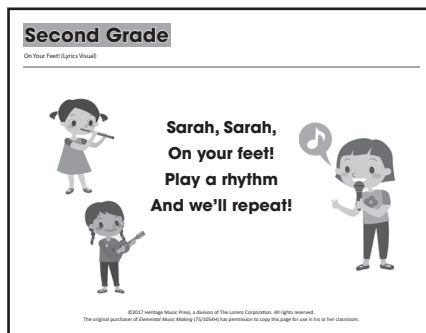 Second Grade
On Your Feet! (Lyrics Visual)
Sarah, Sarah,
On your feet!
Play a rhythm
And we'll repeat!
©2017 Heritage Music Press, a division of The Lorenz Corporation. All rights reserved.
The original purchaser of Elemental Music Making (75/1054H) has permission to copy this page for use in his or her classroom.